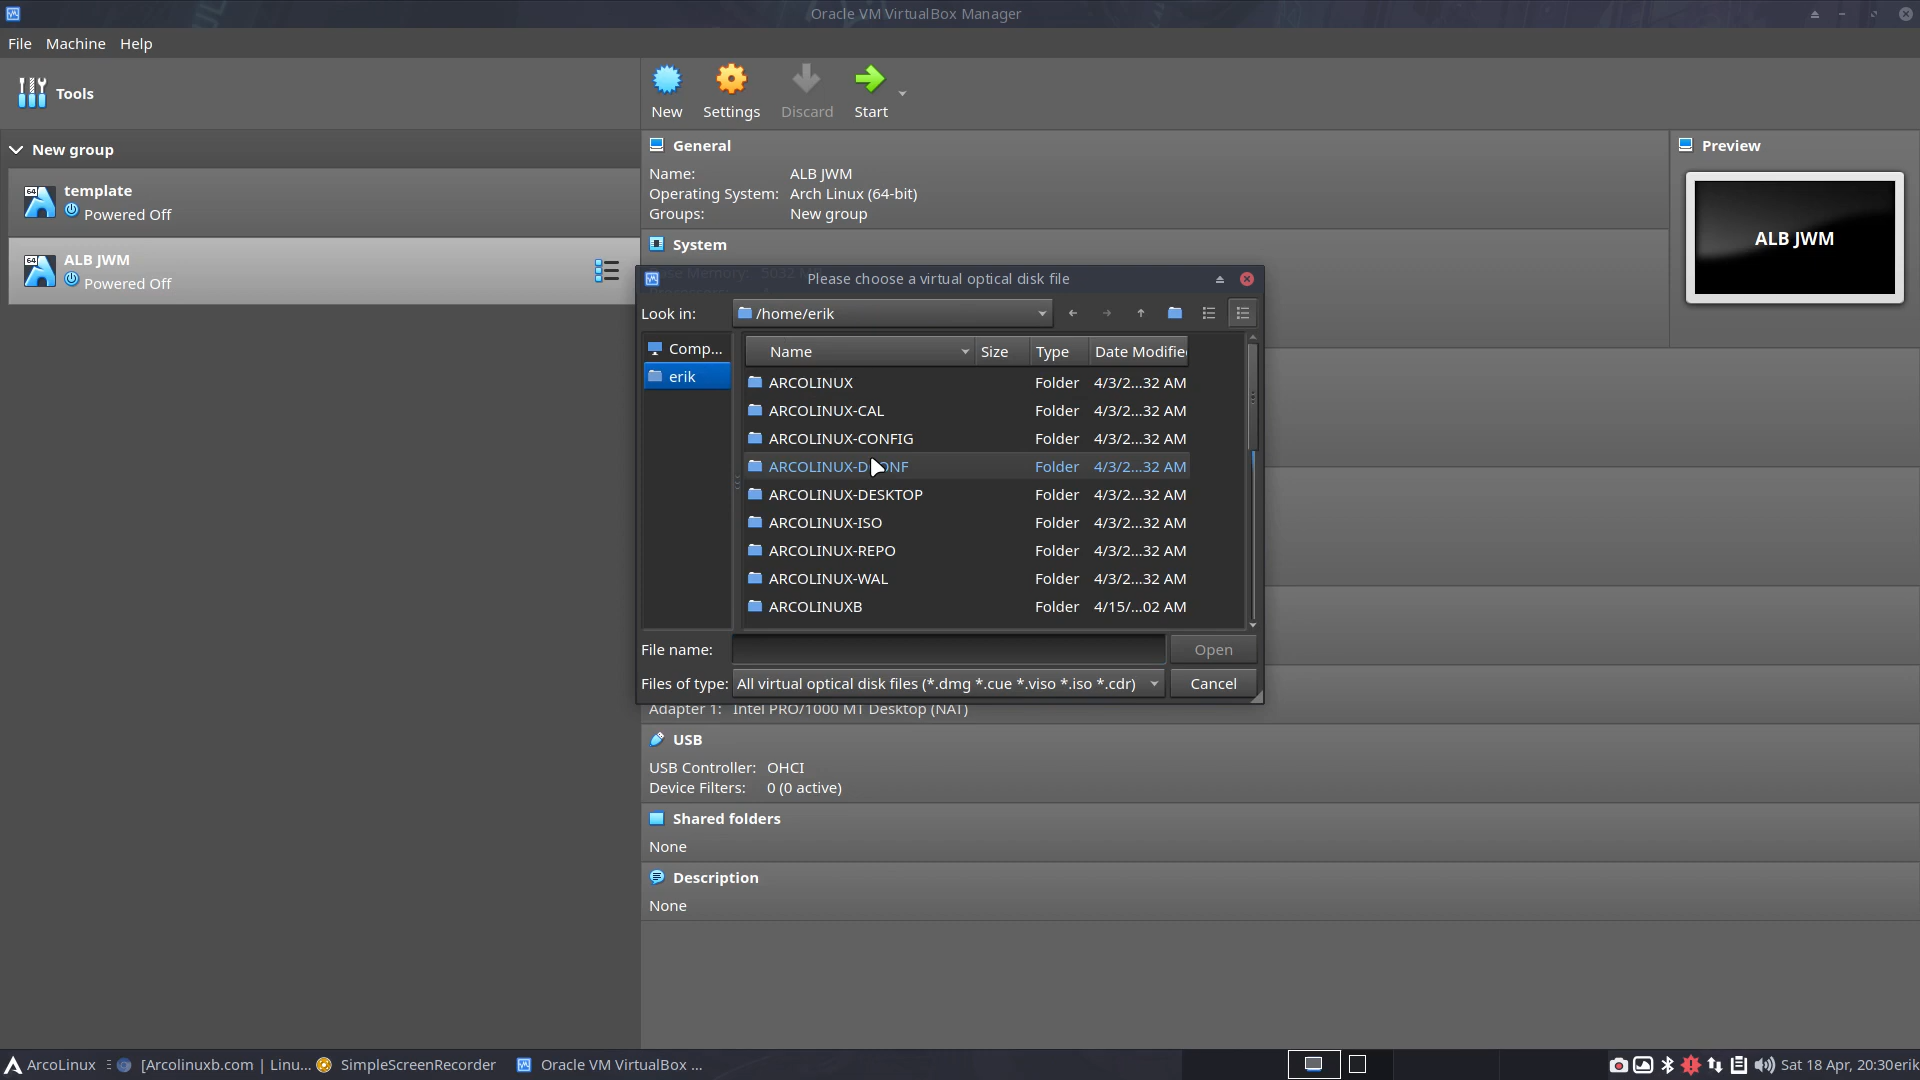 Oracle VM VirtualBox Manager
File Machine Help
Tools
New Settings Discard Start
New group
64 template
Powered Off
64 ALB JWM
Powered Off
General
Name: ALB JWM
Operating System: Arch Linux (64-bit)
Groups: New group
System
Preview
ALB JWM
Please choose a virtual optical disk file
Look in: /home/erik
Comp...
erik
Name Size Type Date Modifie
ARCOLINUX Folder 4/3/2...32 AM
ARCOLINUX-CAL Folder 4/3/2...32 AM
ARCOLINUX-CONFIG Folder 4/3/2...32 AM
Folder 4/3/2...32 AM
ARCOLINUX-DESKTOP Folder 4/3/2...32 AM
ARCOLINUX-ISO Folder 4/3/2...32 AM
ARCOLINUX-REPO Folder 4/3/2...32 AM
ARCOLINUX-WAL Folder 4/3/2...32 AM
ARCOLINUXB Folder 4/15/...02 AM
File name: Open
Files of type: All virtual optical disk files (*.dmg *.cue *.viso *.iso *.cdr) Cancel
Adapter 1: Intel PRO/1000 MT Desktop (NAT)
USB
USB Controller: OHCI
Device Filters: 0 (0 active)
Shared folders
None
Description
None
ArcoLinux [Arcolinuxb.com | Linu... SimpleScreenRecorder Oracle VM VirtualBox ... Sat 18 Apr, 20:30erik